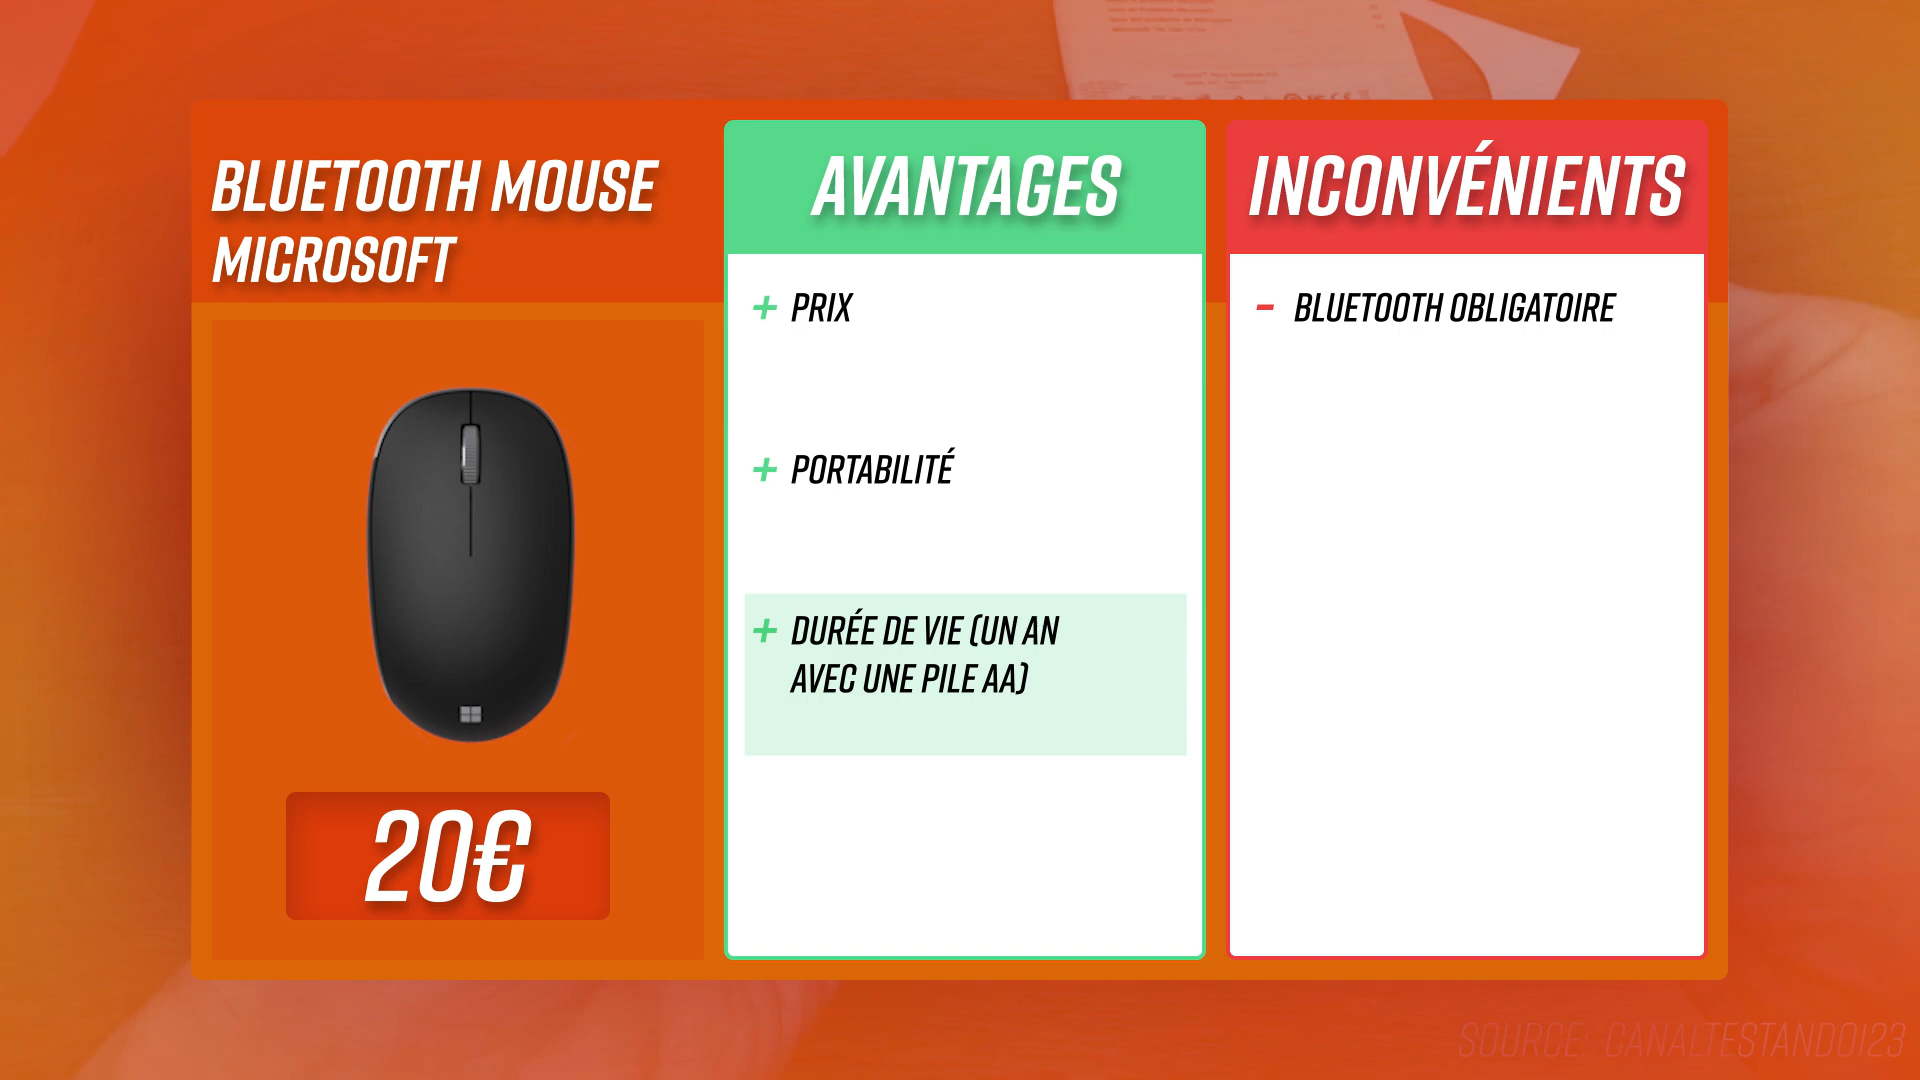 BLUETOOTH MOUSE
MICROSOFT
20€
AVANTAGES
+ PRIX
+ PORTABILITÉ
+ DURÉE DE VIE (UN AN
AVEC UNE PILE AA)
INCONVÉNIENTS
- BLUETOOTH OBLIGATOIRE
SOURCE: CANALTESTANDO123